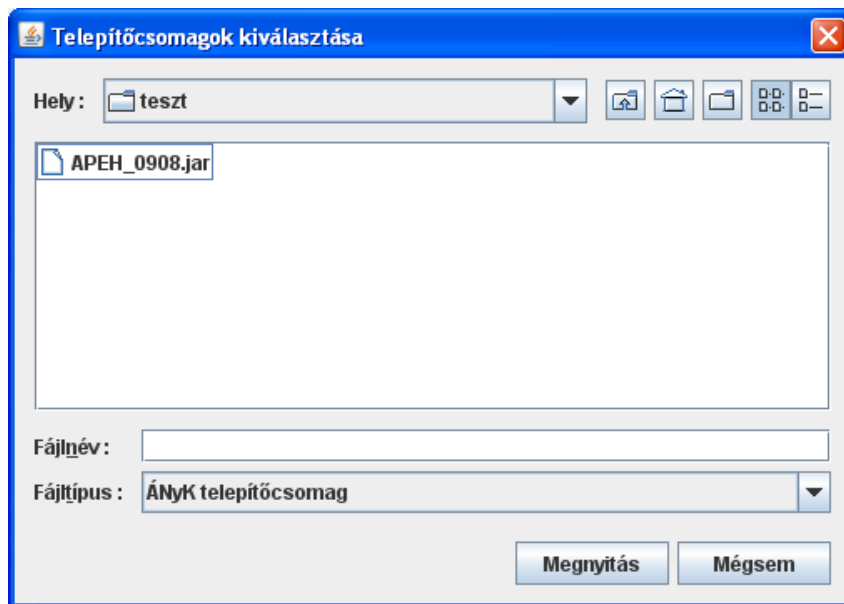 Telepítőcsomagok kiválasztása
Hely: teszt
APEH_0908.jar
Fájlnév:
Fájltípus: ÁNyK telepítőcsomag
Megnyitás Mégsem